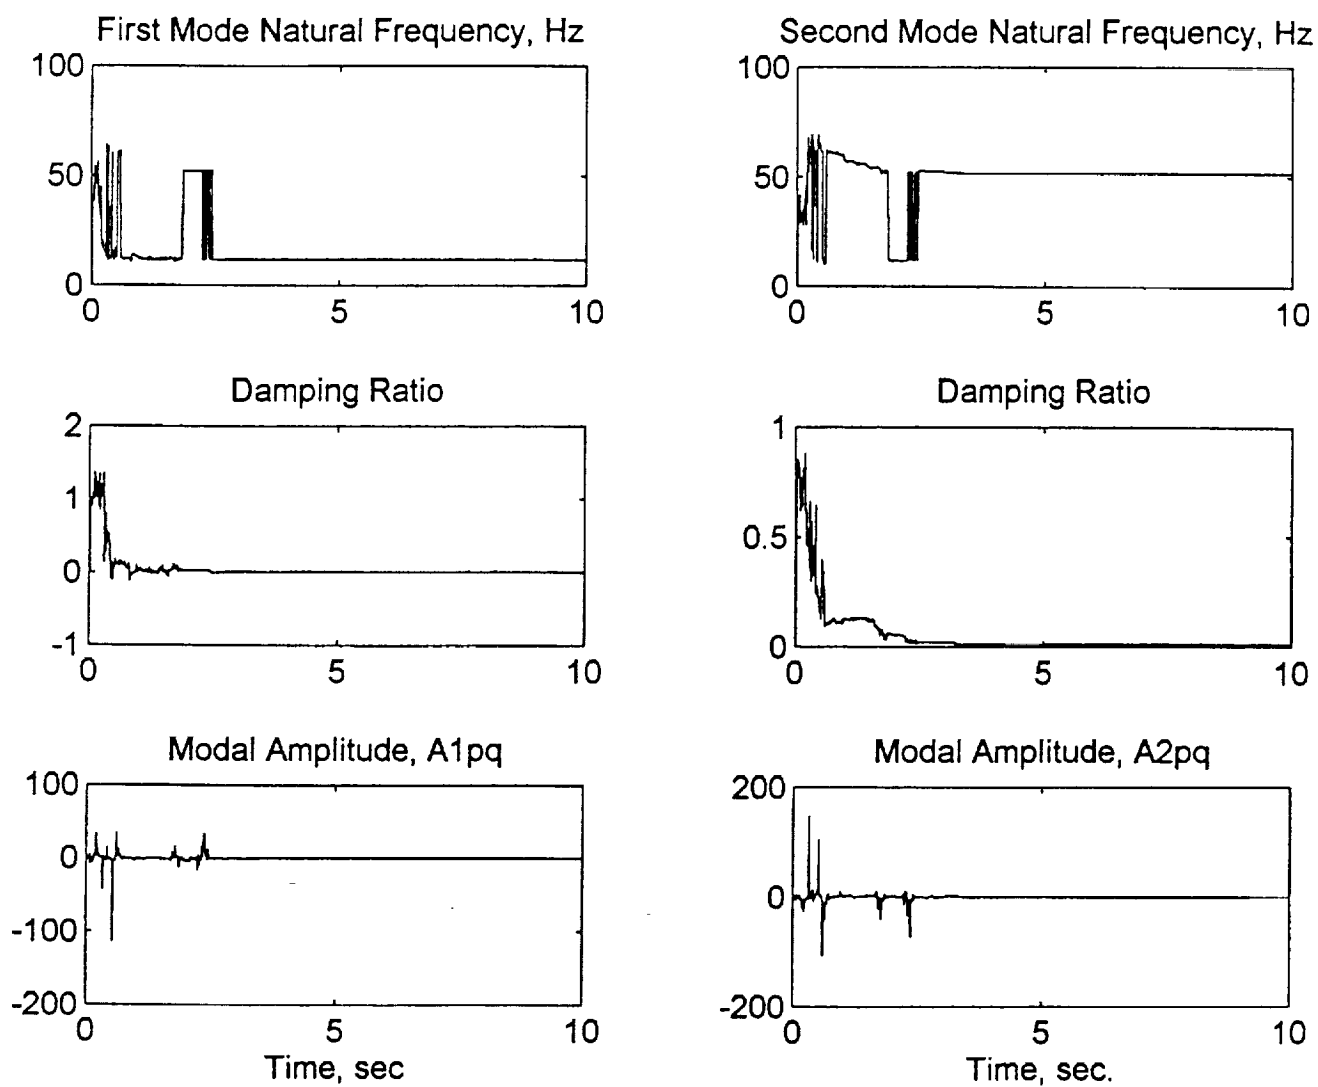 First Mode Natural Frequency, Hz
100
50
0
0 5 10
Second Mode Natural Frequency, Hz
100
50
0
0 5 10
Damping Ratio
2
1
0
-1
0 5 10
Damping Ratio
1
0.5
0
0 5 10
Modal Amplitude, A1pq
100
0
-100
-200
0 5 10
Time, sec
Modal Amplitude, A2pq
200
0
-200
0 5 10
Time, sec.